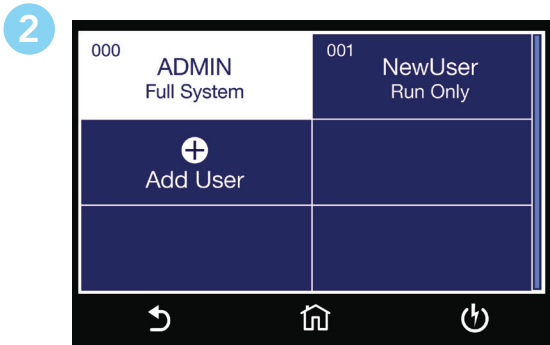 2
000
ADMIN
Full System
001
NewUser
Run Only
Add User